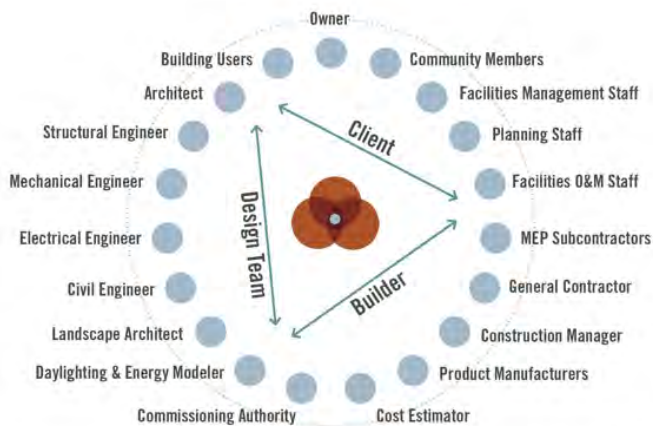 Owner
Building Users
Community Members
Architect
Facilities Management Staff
Structural Engineer
Planning Staff
Mechanical Engineer
Facilities O&M Staff
Electrical Engineer
MEP Subcontractors
Civil Engineer
General Contractor
Landscape Architect
Construction Manager
Daylighting & Energy Modeler
Product Manufacturers
Commissioning Authority
Cost Estimator
Client
Design Team
Builder